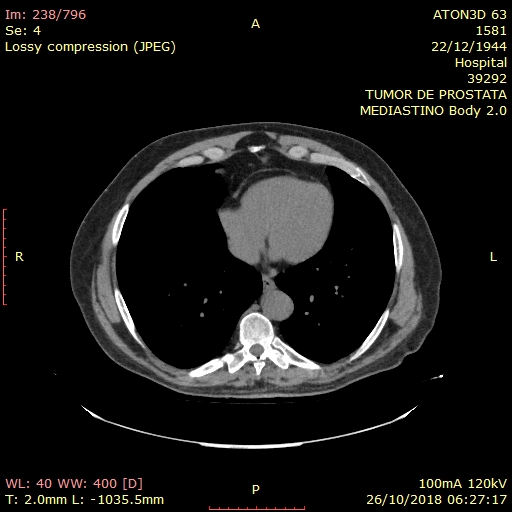 Im: 238/796
Se: 4
Lossy compression (JPEG)
A
ATON3D 63
1581
22/12/1944
Hospital
39292
TUMOR DE PROSTATA
MEDIASTINO Body 2.0
R
L
WL: 40 WW: 400 [D]
T: 2.0mm L: -1035.5mm
P
100mA 120kV
26/10/2018 06:27:17